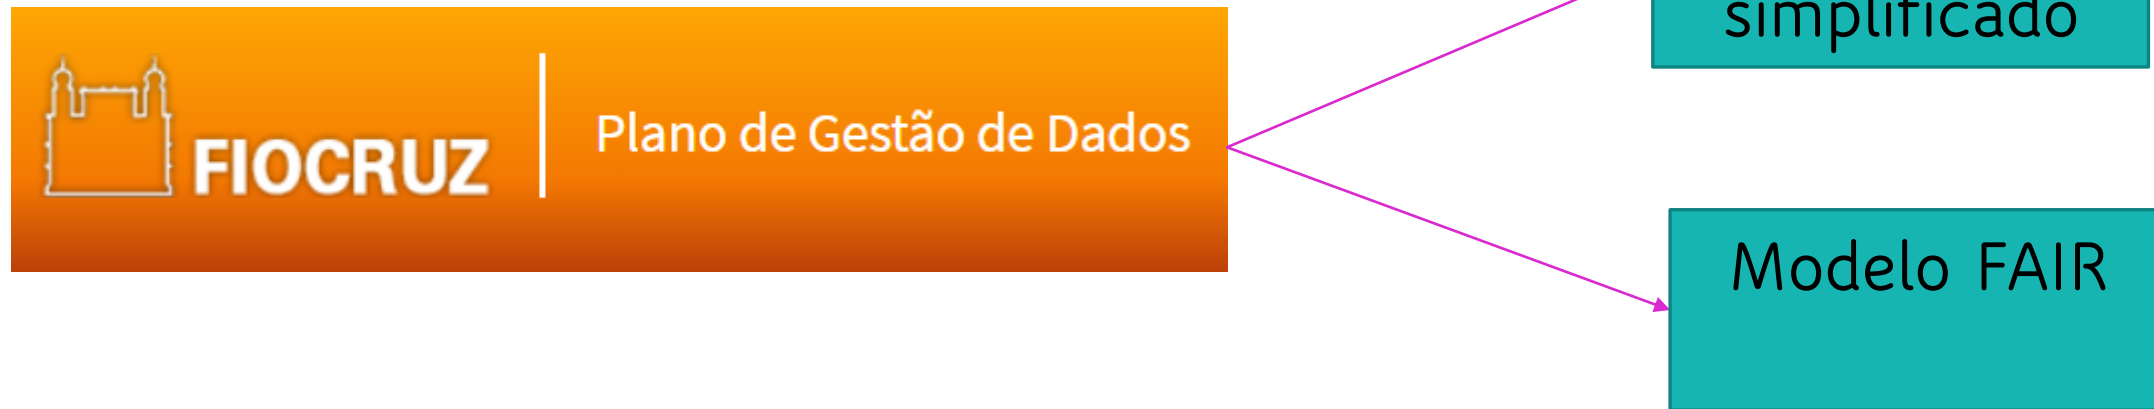 simplificado
FIOCRUZ
Plano de Gestão de Dados
Modelo FAIR